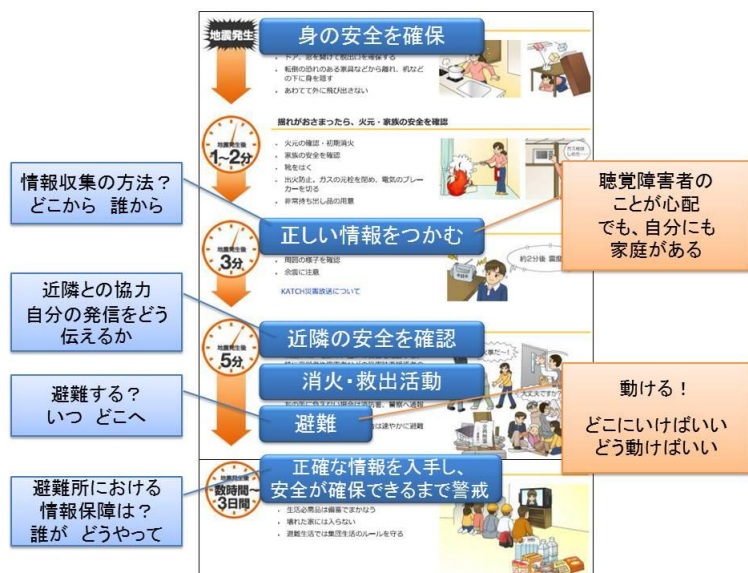 地震発生
身の安全を確保
ドア、窓を開けて脱出口を確保する
転倒の恐れのある家具などから離れ、机など
の下に身を隠す
あわてて外に飛び出さない
地震発生後
1~2分
揺れがおさまったら、火元・家族の安全を確認
火元の確認・初期消火
家族の安全を確認
靴をはく
出火防止。ガスの元栓を閉め、電気のブレー
カーを切る
非常持ち出し品の用意
情報収集の方法?
どこから 誰から
正しい情報をつかむ
聴覚障害者の
ことが心配
でも、自分にも
家庭がある
地震発生後
3分
周囲の様子を確認
余震に注意
KATCH災害放送について
約2分後 震度
近隣との協力
自分の発信をどう
伝えるか
地震発生後
5分
近隣の安全を確認
消火・救出活動
避難する?
いつ どこへ
避難
は速やかに避難
大丈夫ですか
動ける!
どこにいけばいい
どう動けばいい
避難所における
情報保障は?
誰が どうやって
数時間~
3日間
正確な情報を入手し、
安全が確保できるまで警戒
生活必需品は備蓄でまかなう
壊れた家には入らない
避難生活では集団生活のルールを守る